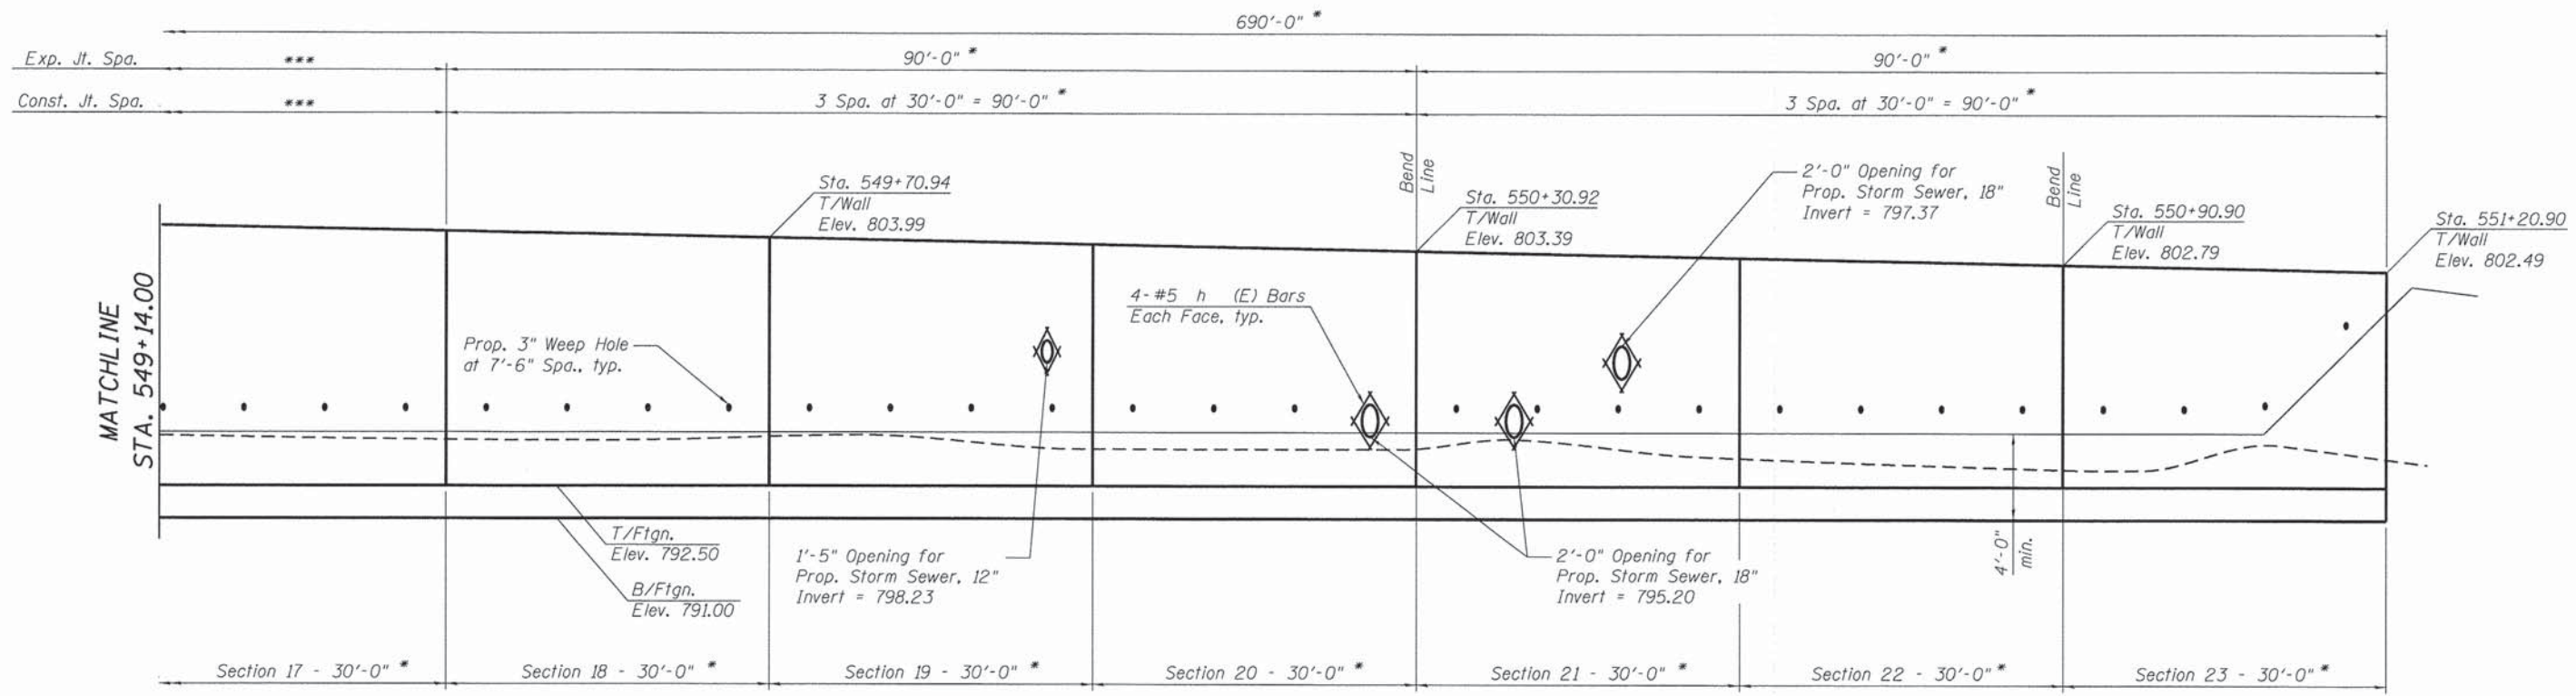 690'-0" *
Exp. Jt. Spa.
***
90'-0" *
90'-0" *
Const. Jt. Spa.
***
3 Spa. at 30'-0" = 90'-0" *
3 Spa. at 30'-0" = 90'-0" *
MATCHLINE
STA. 549+14.00
Sta. 549+70.94
T/Wall
Elev. 803.99
Bend
Line
Sta. 550+30.92
T/Wall
Elev. 803.39
2'-0" Opening for
Prop. Storm Sewer, 18"
Invert = 797.37
Bend
Line
Sta. 550+90.90
T/Wall
Elev. 802.79
Sta. 551+20.90
T/Wall
Elev. 802.49
Prop. 3" Weep Hole
at 7'-6" Spa., typ.
4-#5 h (E) Bars
Each Face, typ.
T/Ftgn.
Elev. 792.50
B/Ftgn.
Elev. 791.00
1'-5" Opening for
Prop. Storm Sewer, 12"
Invert = 798.23
2'-0" Opening for
Prop. Storm Sewer, 18"
Invert = 795.20
4'-0"
min.
Section 17 - 30'-0" *
Section 18 - 30'-0" *
Section 19 - 30'-0" *
Section 20 - 30'-0" *
Section 21 - 30'-0" *
Section 22 - 30'-0" *
Section 23 - 30'-0" *